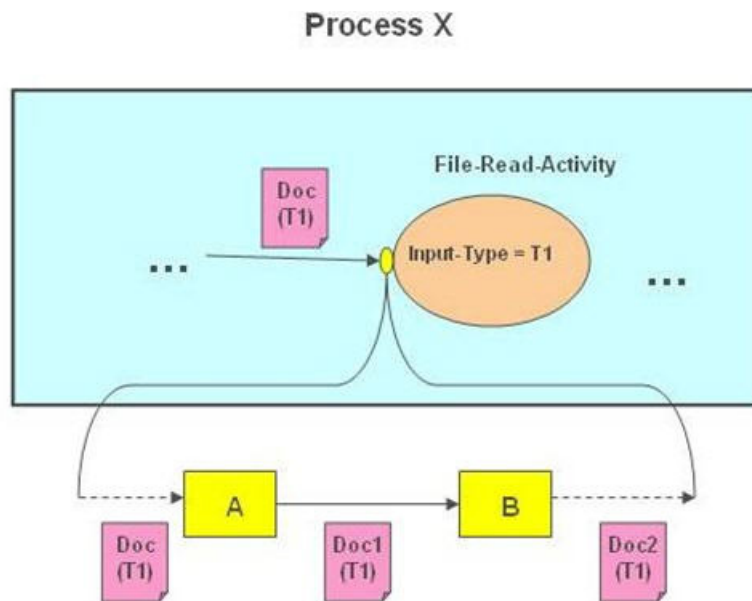 Process X
File-Read-Activity
Doc
(T1)
Input-Type = T1
...
...
A
B
Doc
(T1)
Doc1
(T1)
Doc2
(T1)